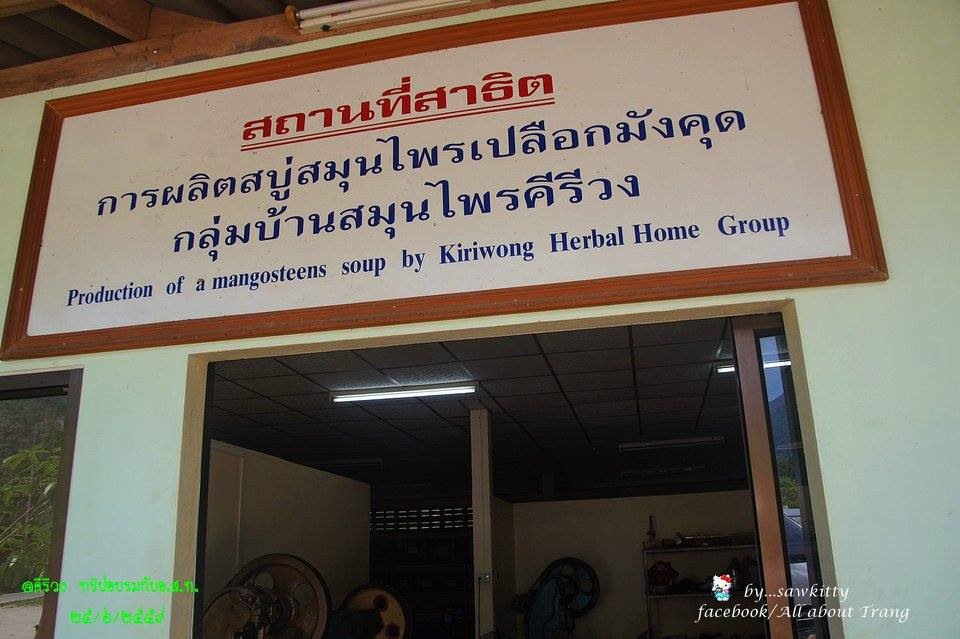 สถานที่สาธิต
การผลิตสบู่สมุนไพรเปลือกมังคุด
กลุ่มบ้านสมุนไพรคีรีวง
Production of a mangosteens soup by Kiriwong Herbal Home Group
@คีรีวง ทริปอบรมกับอ.ส.ท.
๒๕/๖/๒๕๕๙
by...sawkitty
facebook/All about Trang